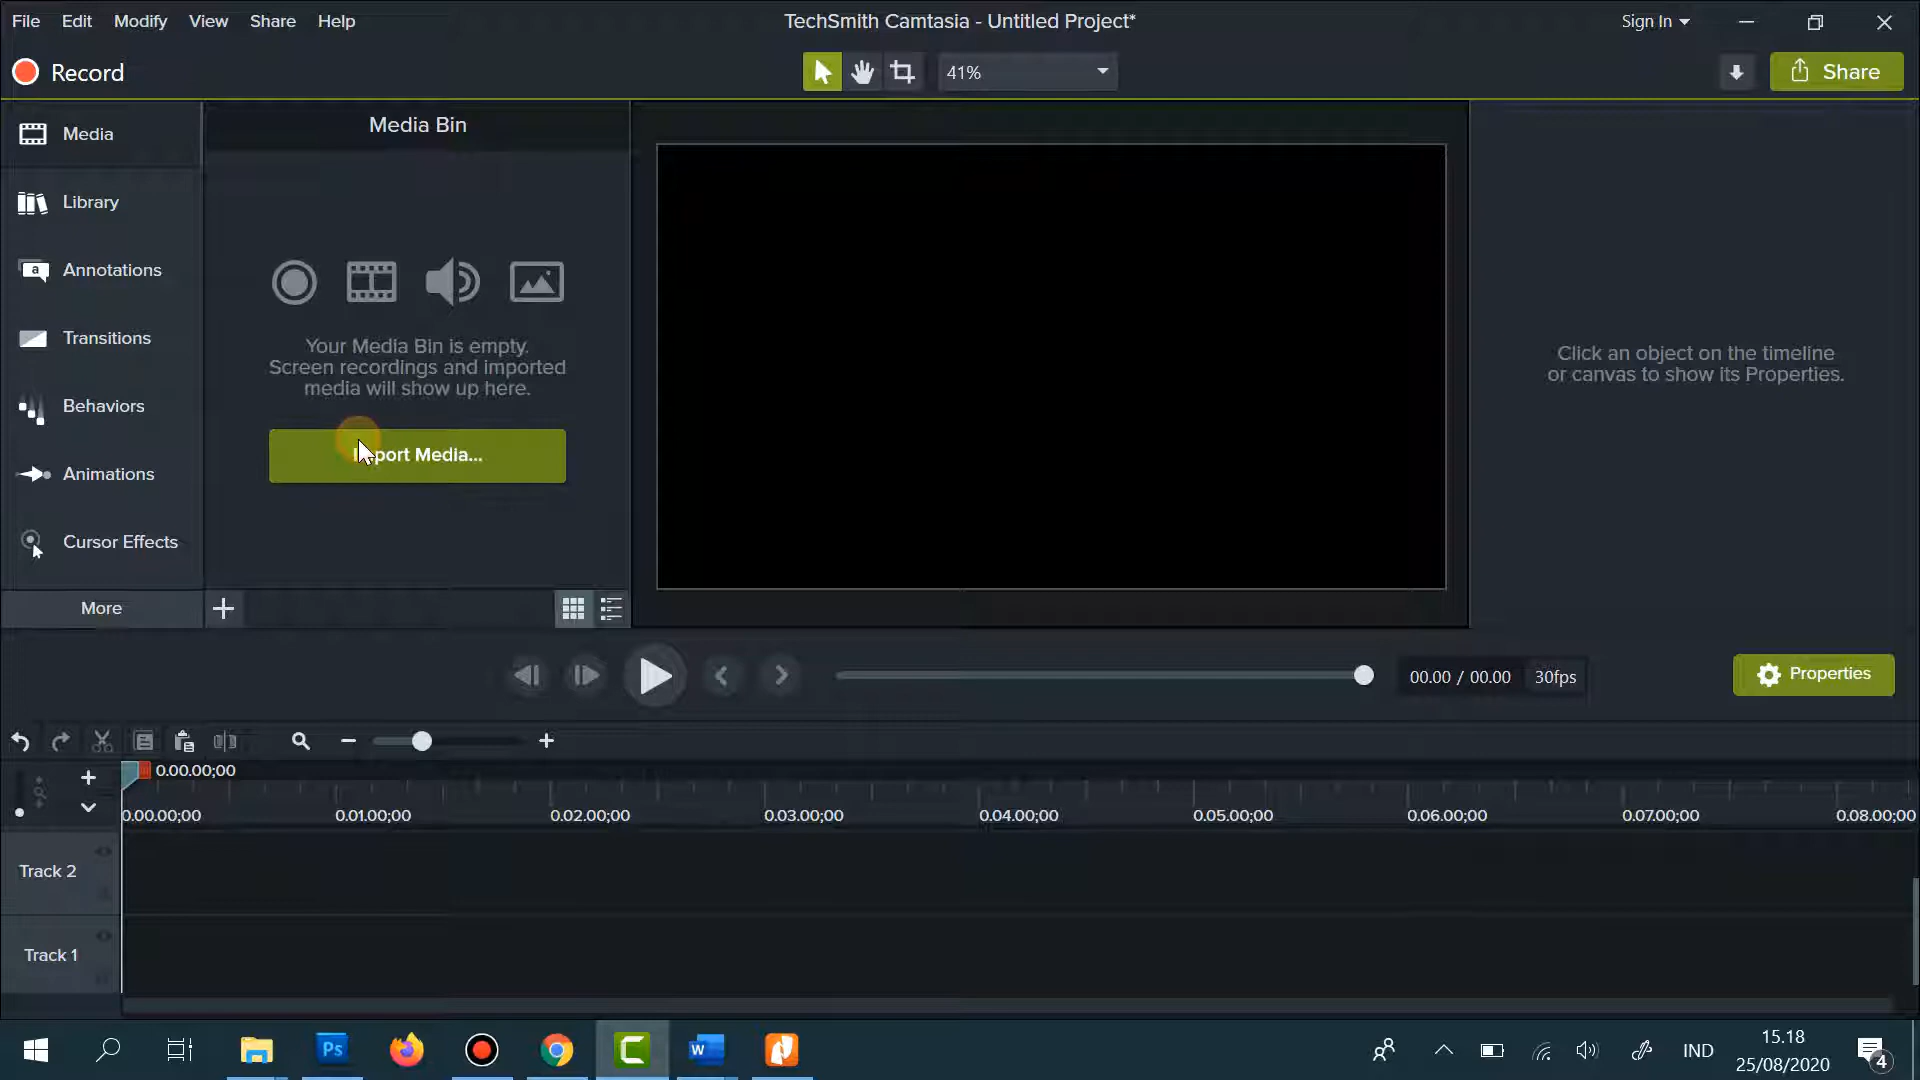 File Edit Modify View Share Help
TechSmith Camtasia - Untitled Project*
Sign In
Record
41%
Share
Media
Library
Annotations
Transitions
Behaviors
Animations
Cursor Effects
More
Media Bin
Your Media Bin is empty.
Screen recordings and imported
media will show up here.
Media...
Click an object on the timeline
or canvas to show its Properties.
00.00 / 00.00
30fps
Properties
0.00.00;00
0.00.00;00 0.01.00;00 0.02.00;00 0.03.00;00 0.04.00;00 0.05.00;00 0.06.00;00 0.07.00;00 0.08.00;00
Track 2
Track 1
Ps
IND
15.18
25/08/2020
4